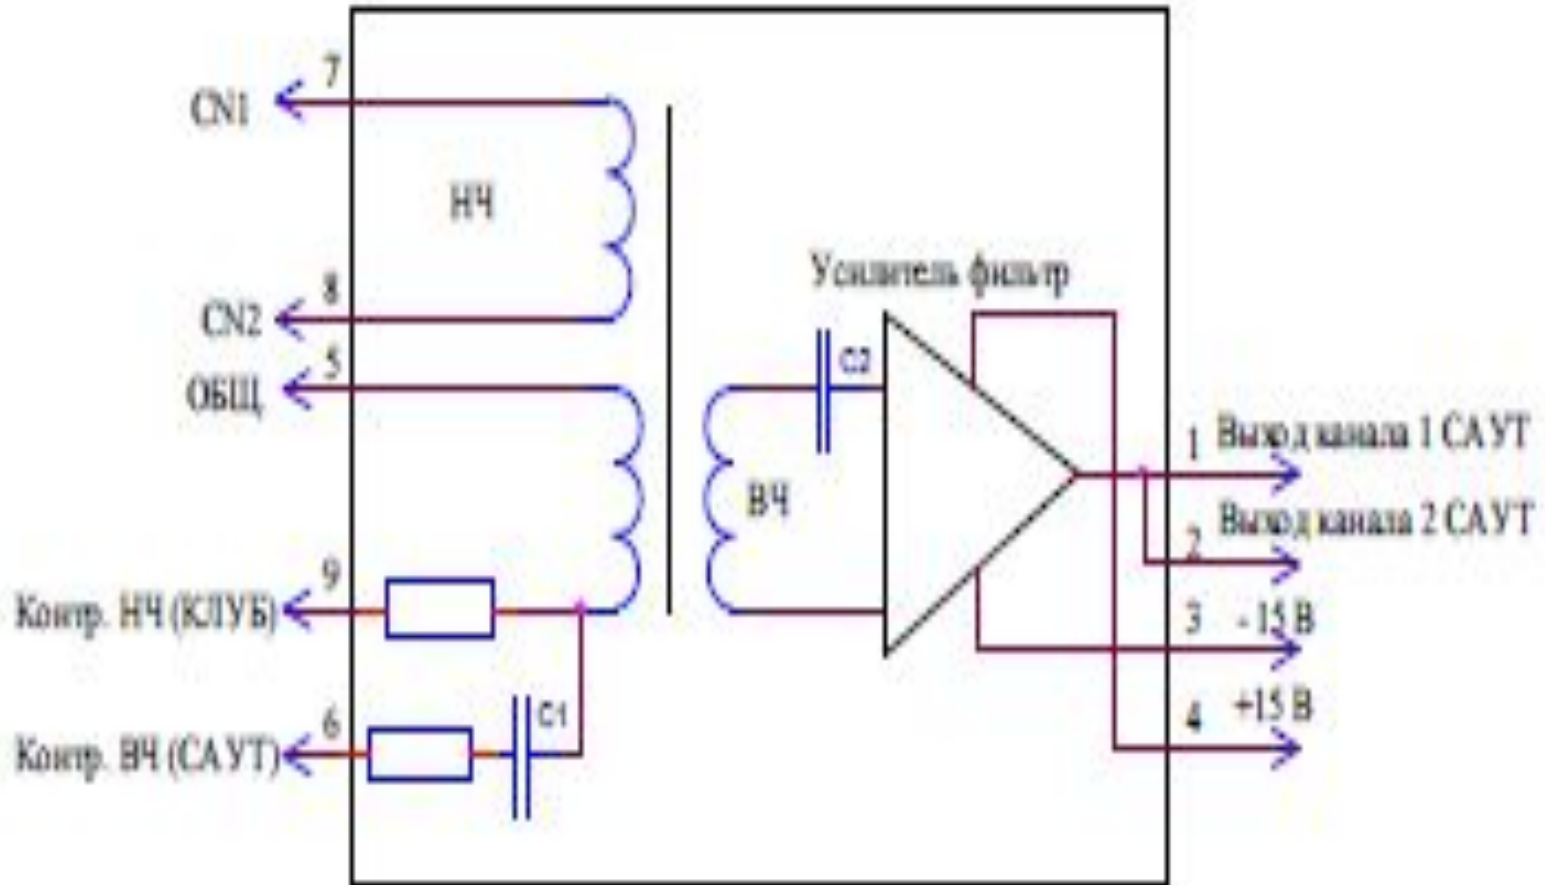 7
CN1
НЧ
8
CN2
5
ОБЩ
Усилитель фильтр
C2
ВЧ
1 Выход канала 1 САУТ
2 Выход канала 2 САУТ
9
Контр. НЧ (КЛУБ)
3 - 15 В
6
C1
Контр. ВЧ (САУТ)
4 +15 В